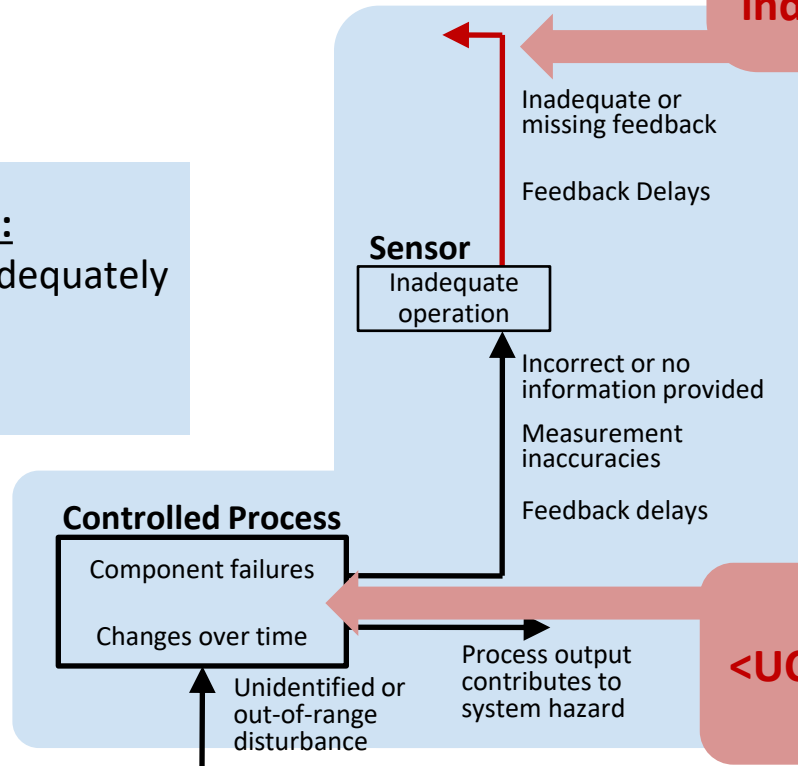 Inadequate or
missing feedback
Feedback Delays
:
Sensor
Inadequate
operation
Incorrect or no
information provided
Measurement
inaccuracies
Feedback delays
Controlled Process
Component failures
Changes over time
Process output
contributes to
system hazard
Unidentified or
out-of-range
disturbance